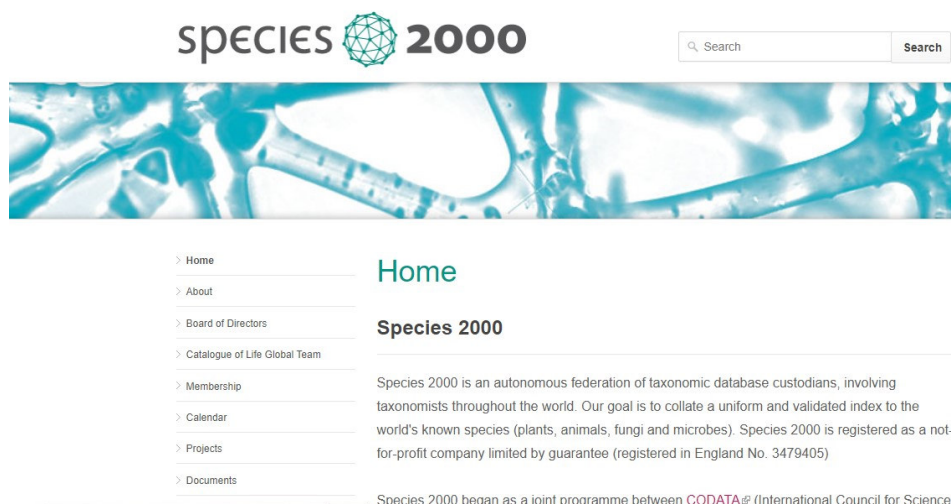 species 2000
Search
Search
Home
About
Board of Directors
Catalogue of Life Global Team
Membership
Calendar
Projects
Documents
Home
Species 2000
Species 2000 is an autonomous federation of taxonomic database custodians, involving
taxonomists throughout the world. Our goal is to collate a uniform and validated index to the
world's known species (plants, animals, fungi and microbes). Species 2000 is registered as a not-
for-profit company limited by guarantee (registered in England No. 3479405)
Species 2000 began as a joint programme between CODATA (International Council for Science